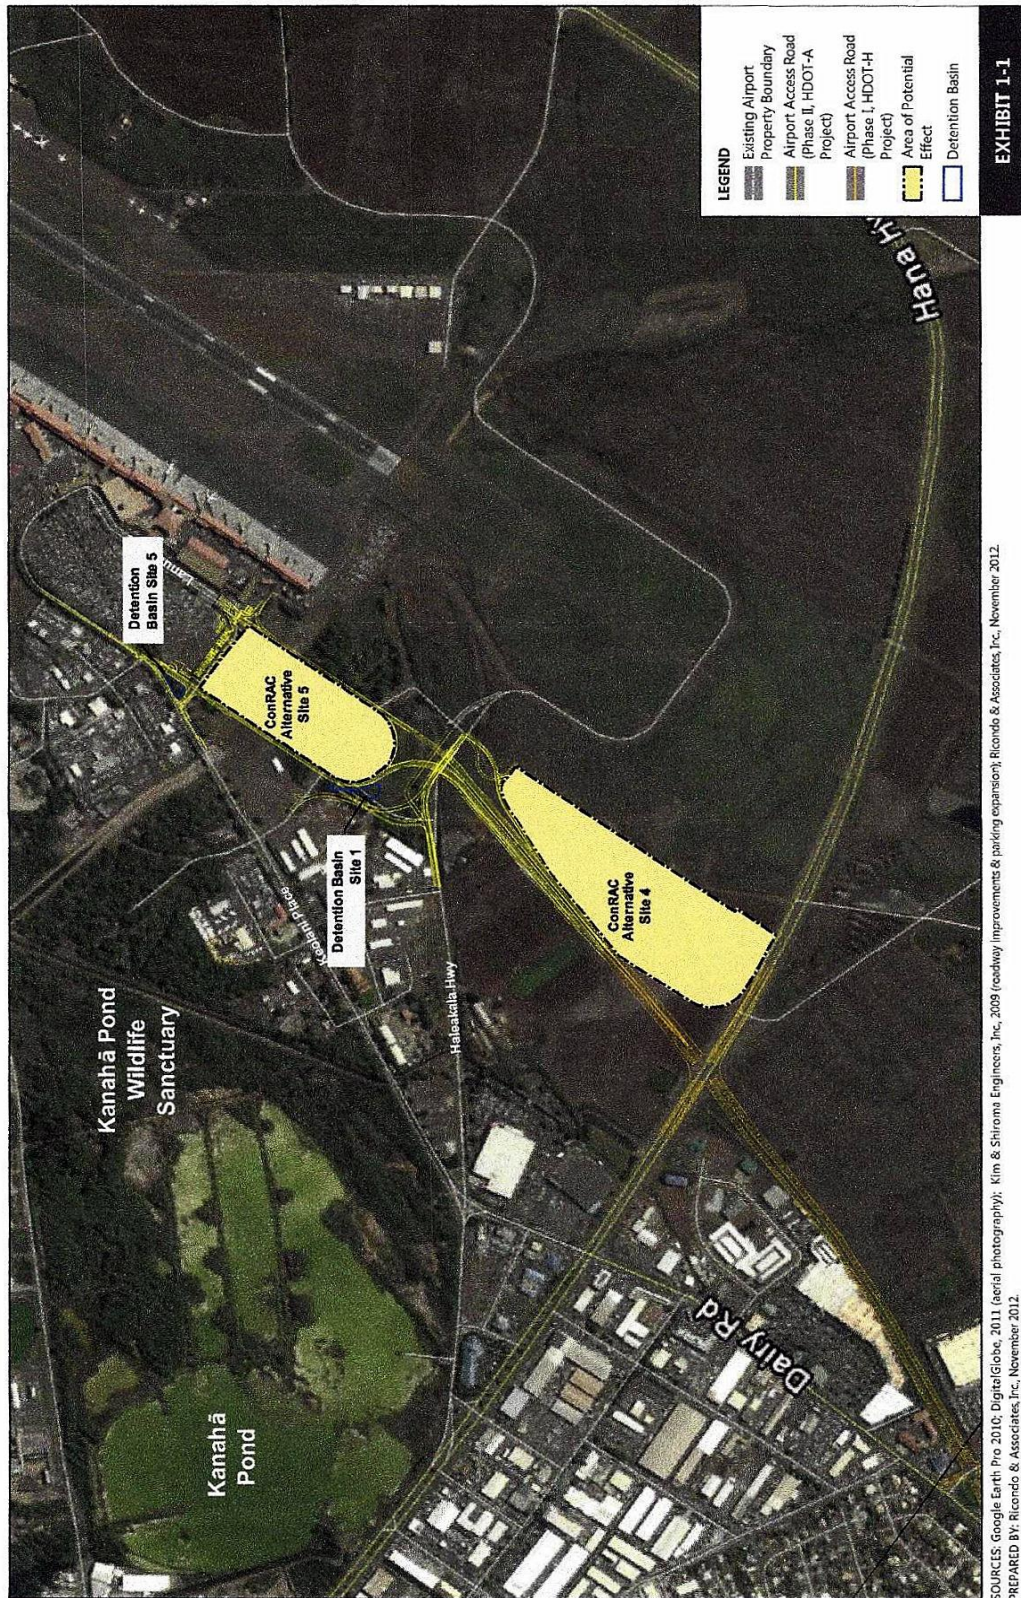 Kanahā Pond
Wildlife
Sanctuary
Kanahā
Pond
Detention
Basin Site 5
ConRAC
Alternative
Site 5
Detention Basin
Site 1
Keolani Place
Haleakala Hwy
ConRAC
Alternative
Site 4
Dairy Rd
Hana
LEGEND
Existing Airport
Property Boundary
Airport Access Road
(Phase II, HDOT-A
Project)
Airport Access Road
(Phase I, HDOT-H
Project)
Area of Potential
Effect
Detention Basin
EXHIBIT 1-1
SOURCES: Google Earth Pro 2010; DigitalGlobe, 2011 (aerial photography); Kim & Shiroma Engineers, Inc., 2009 (roadway improvements & parking expansion); Ricondo & Associates, Inc., November 2012.
PREPARED BY: Ricondo & Associates, Inc., November 2012.